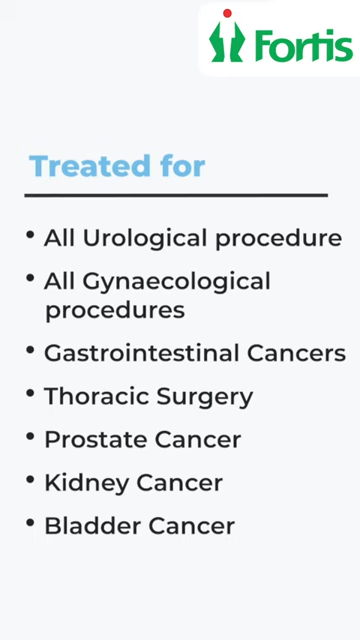 Fortis
Treated for
• All Urological procedure
• All Gynaecological
procedures
• Gastrointestinal Cancers
• Thoracic Surgery
• Prostate Cancer
• Kidney Cancer
• Bladder Cancer